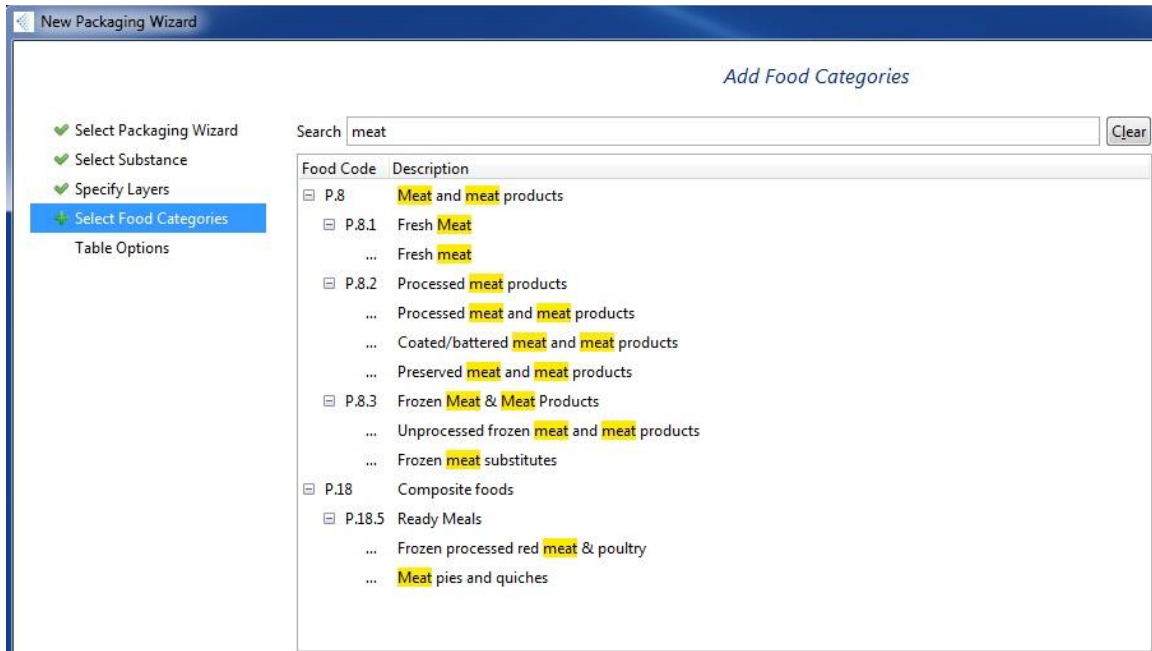 New Packaging Wizard
Add Food Categories
Select Packaging Wizard
Select Substance
Specify Layers
Select Food Categories
Table Options
Search meat Clear
Food Code Description
P.8 Meat and meat products
P.8.1 Fresh Meat
... Fresh meat
P.8.2 Processed meat products
... Processed meat and meat products
... Coated/battered meat and meat products
... Preserved meat and meat products
P.8.3 Frozen Meat & Meat Products
... Unprocessed frozen meat and meat products
... Frozen meat substitutes
P.18 Composite foods
P.18.5 Ready Meals
... Frozen processed red meat & poultry
... Meat pies and quiches